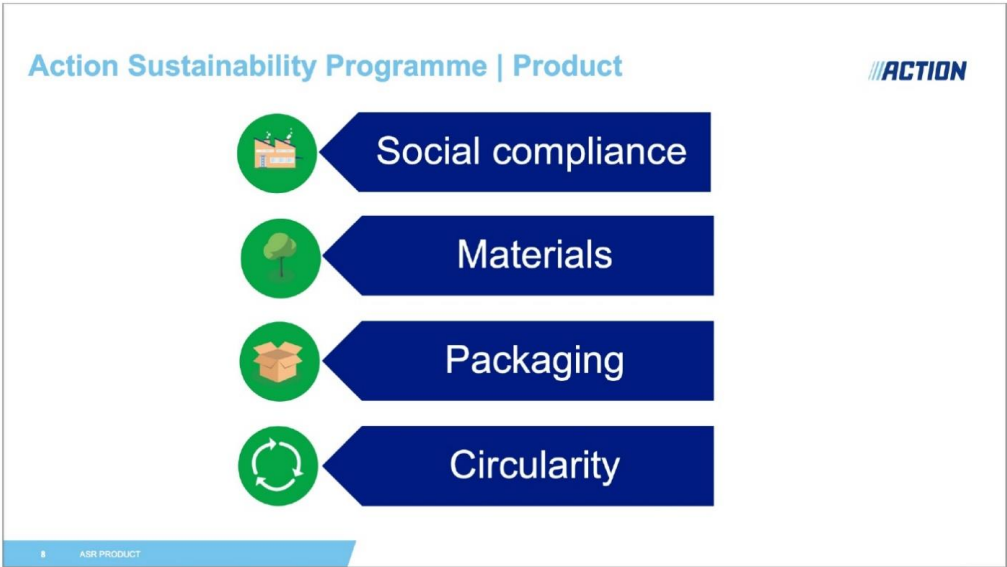 Action Sustainability Programme | Product
ACTION
Social compliance
Materials
Packaging
Circularity
8 ASR PRODUCT